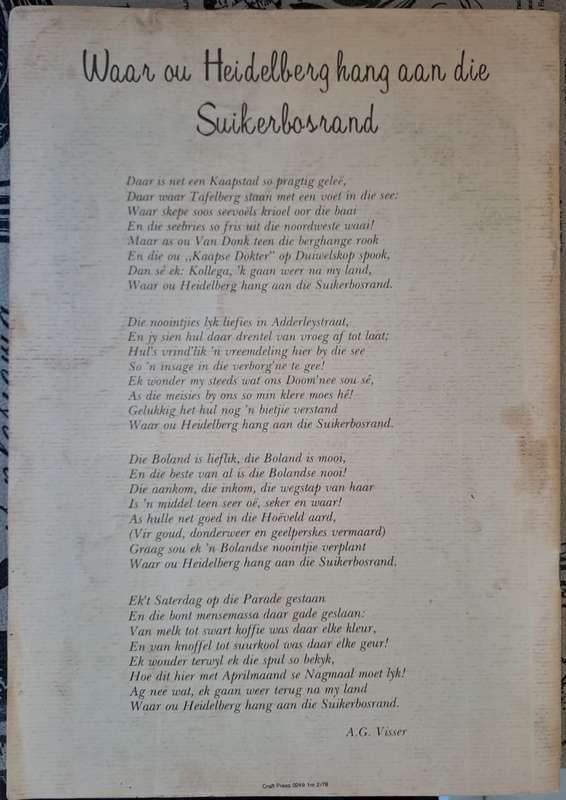 Waar ou Heidelberg hang aan die
Suikerbosrand
Daar is net een Kaapstad so pragtig geleë,
Daar waar Tafelberg staan met een voet in die see:
Waar skepe soos seevoëls krioel oor die baai
En die seebries so fris uit die noordweste waai!
Maar as ou Van Donk teen die berghange rook
En die ou „Kaapse Dokter” op Duiwelskop spook,
Dan sê ek: Kollega, 'k gaan weer na my land,
Waar ou Heidelberg hang aan die Suikerbosrand.
Die noointjies lyk liefies in Adderleystraat,
En jy sien hul daar drentel van vroeg af tot laat;
Hul's vrind'lik 'n vreemdeling hier by die see
So 'n insage in die verborg'ne te gee!
Ek wonder my steeds wat ons Doom'nee sou sê,
As die meisies by ons so min klere moes hê!
Gelukkig het hul nog 'n bietjie verstand
Waar ou Heidelberg hang aan die Suikerbosrand.
Die Boland is lieflik, die Boland is mooi,
En die beste van al is die Bolandse nooi!
Die aankom, die inkom, die wegstap van haar
Is 'n middel teen seer oë, seker en waar!
As hulle net goed in die Hoëveld aard,
(Vir goud, donderweer en geelperskes vermaard)
Graag sou ek 'n Bolandse noointjie verplant
Waar ou Heidelberg hang aan die Suikerbosrand.
Ek't Saterdag op die Parade gestaan
En die bont mensemassa daar gade geslaan:
Van melk tot swart koffie was daar elke kleur,
En van knoffel tot suurkool was daar elke geur!
Ek wonder terwyl ek die spul so bekyk,
Hoe dit hier met Aprilmaand se Nagmaal moet lyk!
Ag nee wat, ek gaan weer terug na my land
Waar ou Heidelberg hang aan die Suikerbosrand.
A.G. Visser
Craft Press 0249 1m 2/78